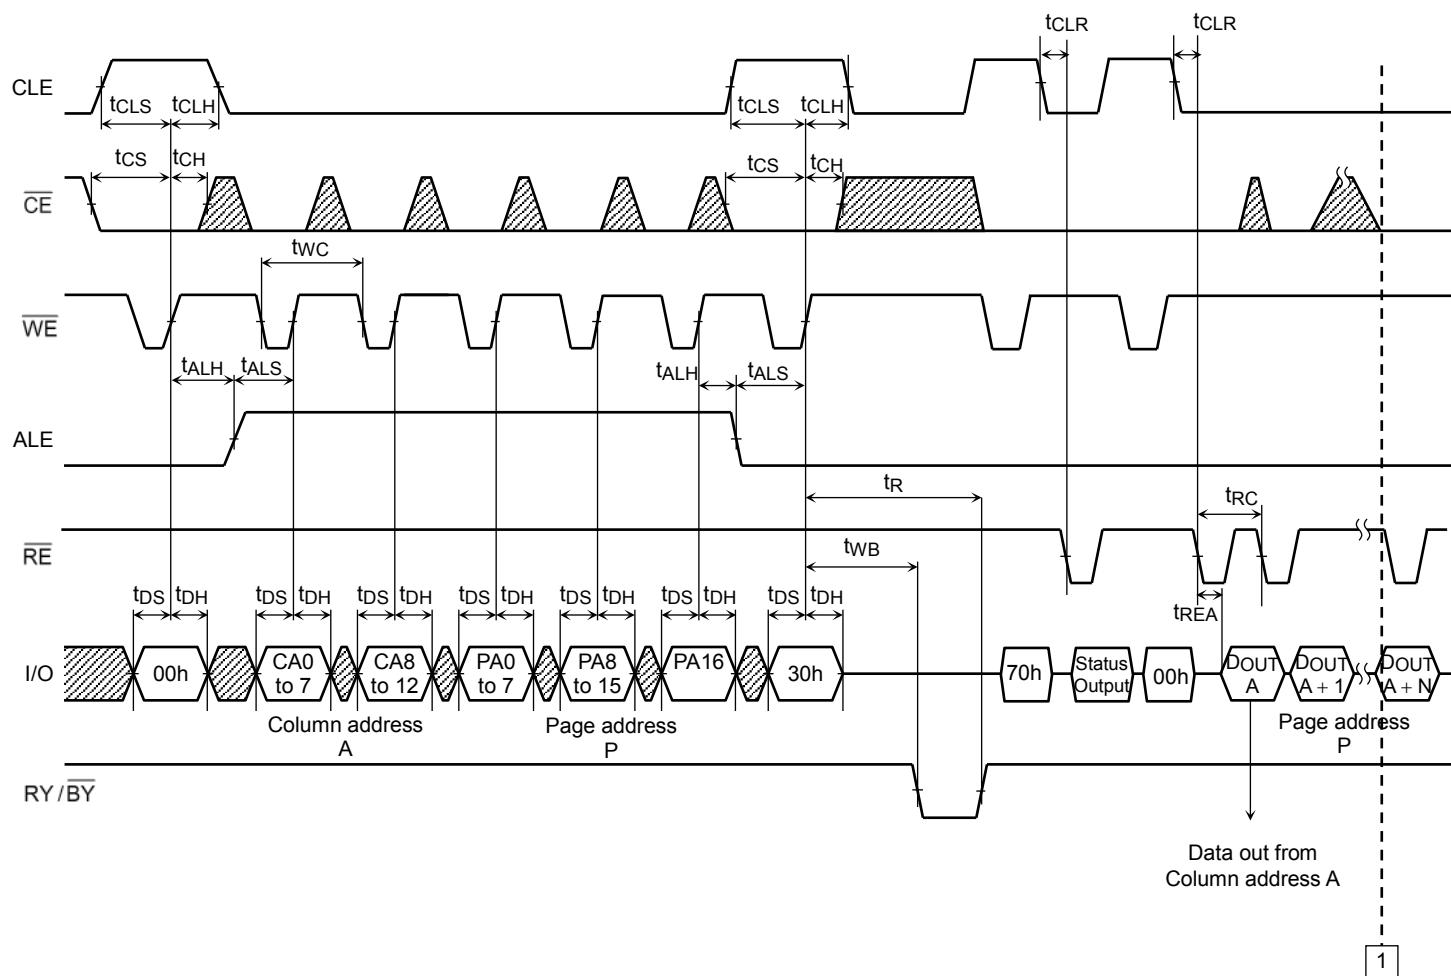 tCLR
tCLR
CLE
tCLS
tCLH
tCLS
tCLH
tCS
tCH
tCS
tCH
CE
tWC
WE
tALH
tALS
tALH
tALS
ALE
tR
tRC
RE
tWB
tDS
tDH
tDS
tDH
tDS
tDH
tDS
tDH
tDS
tDH
tDS
tDH
tDS
tDH
tREA
I/O
00h
CA0
to 7
CA8
to 12
PA0
to 7
PA8
to 15
PA16
30h
70h
Status
Output
00h
DOUT
A
DOUT
A + 1
DOUT
A + N
Column address
A
Page address
P
Page address
P
RY / BY
Data out from
Column address A
1